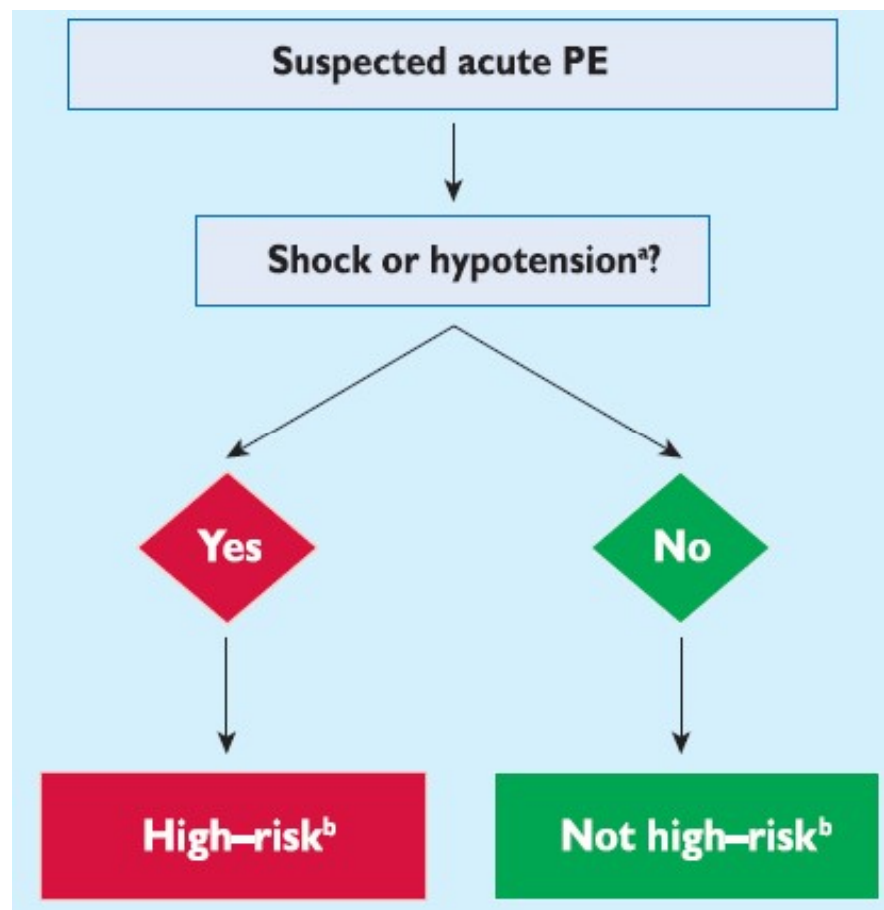 Suspected acute PE
Shock or hypotensionᵃ?
Yes
No
High–riskᵇ
Not high–riskᵇ